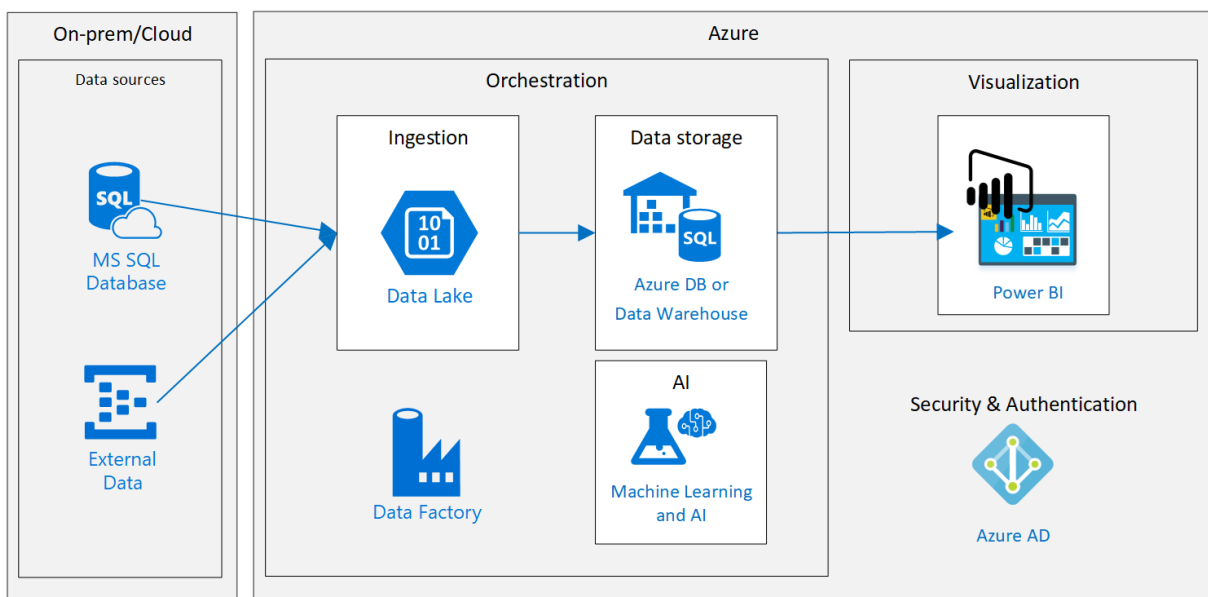 On-prem/Cloud
Data sources
SQL
MS SQL
Database
External
Data
Azure
Orchestration
Ingestion
10
01
Data Lake
Data storage
SQL
Azure DB or
Data Warehouse
Data Factory
AI
Machine Learning
and AI
Visualization
Power BI
Security & Authentication
Azure AD